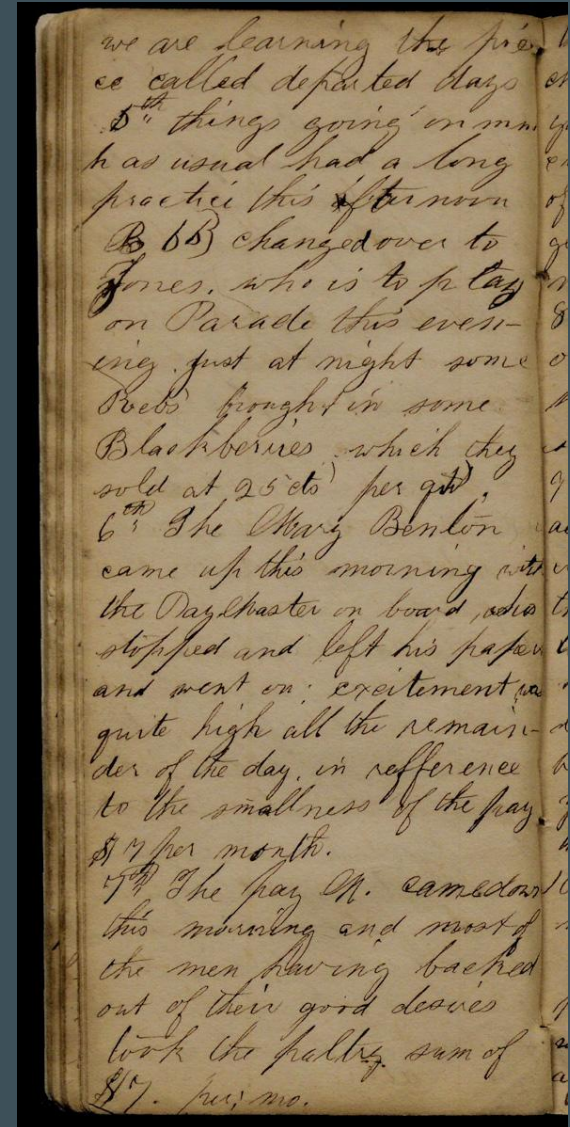 we are learning the pie-
ce called departed days
5th things going on m
h as usual had a long
practice this afternoon
changed over to
Jones. who is to play
on Parade this even-
ing. just at night some
Rebs brought in some
Blackberries, which they
sold at 25 cts per qt,
6th The Mary Benton
came up this morning with
the Pay Master on board, who
stopped and left his paper
and went on: excitement wa
quite high all the remain-
der of the day, in refference
to the smallness of the pay
$7 per month.
7th The pay M. came down
this morning and most of
the men having backed
out of their good desires
took the paltry sum of
$7. per, mo.